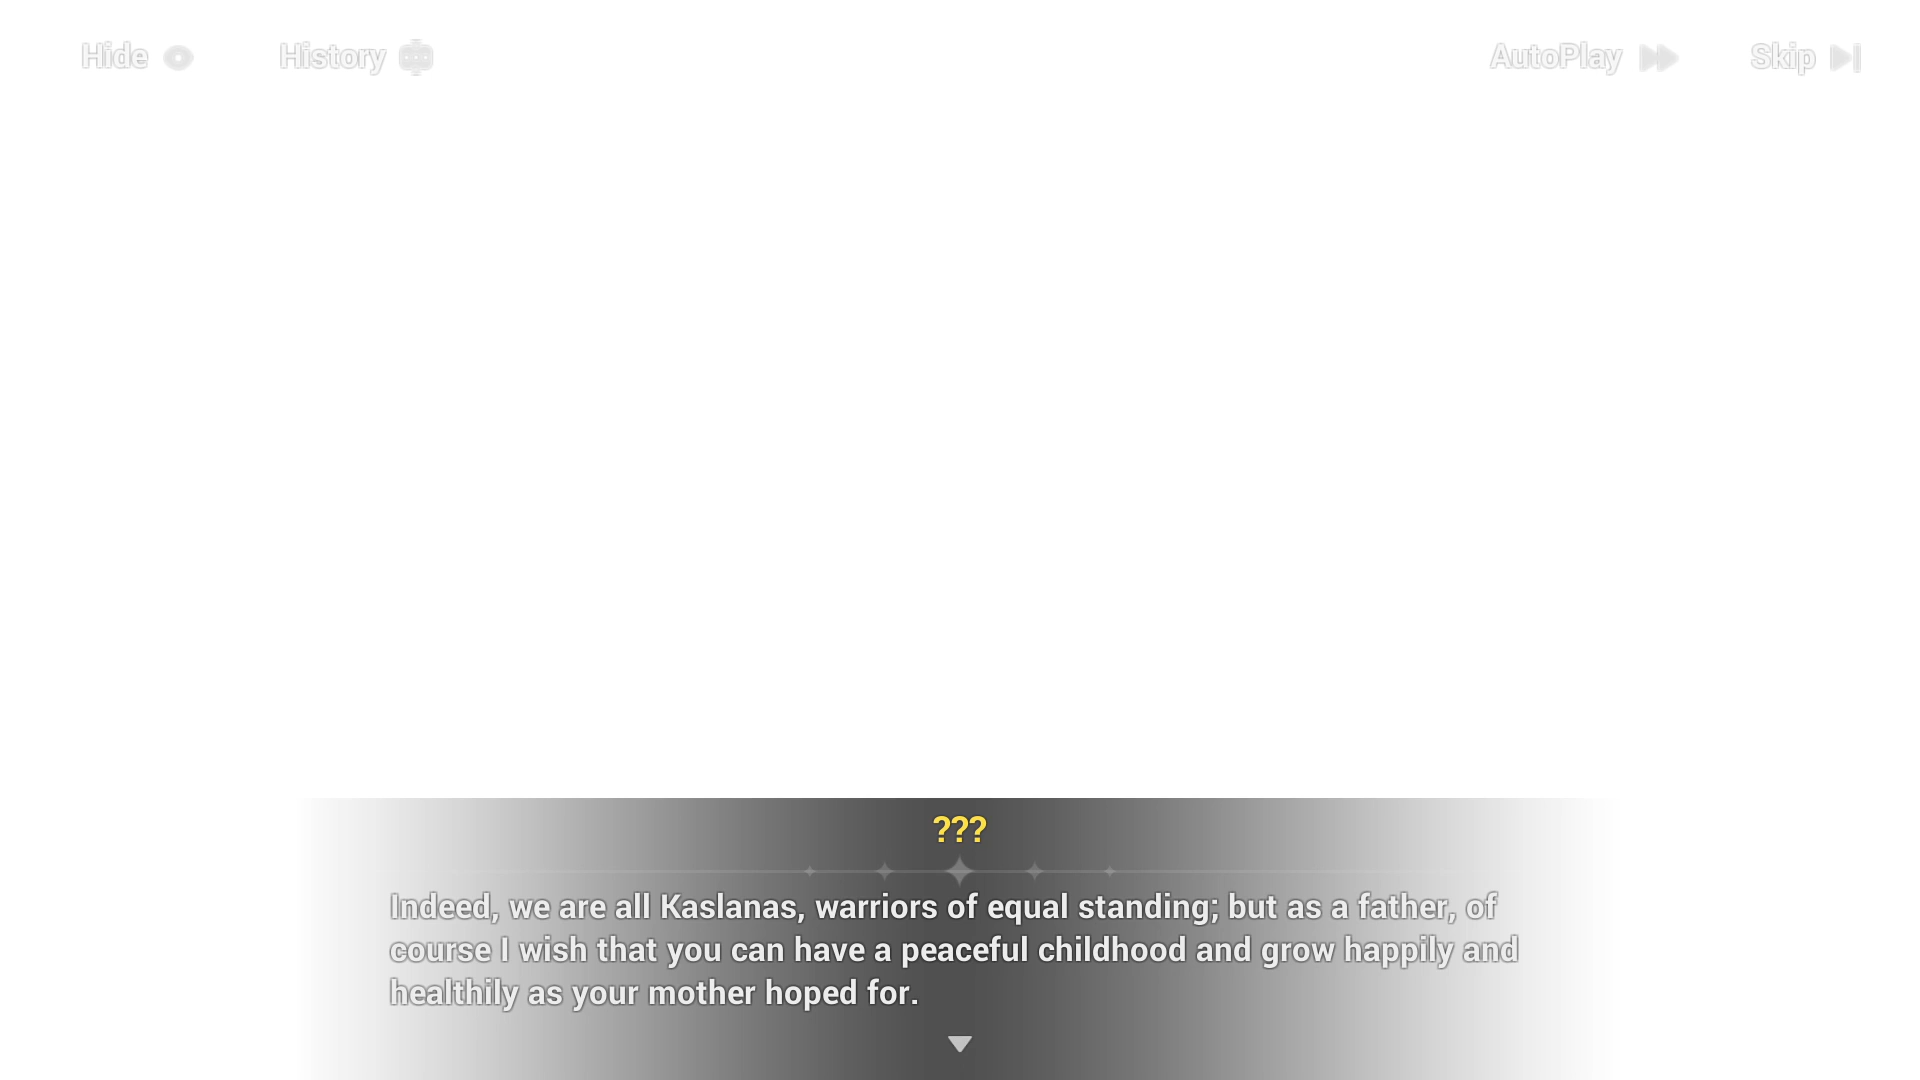 Hide
History
AutoPlay
Skip
???
Indeed, we are all Kaslanas, warriors of equal standing; but as a father, of
course I wish that you can have a peaceful childhood and grow happily and
healthily as your mother hoped for.